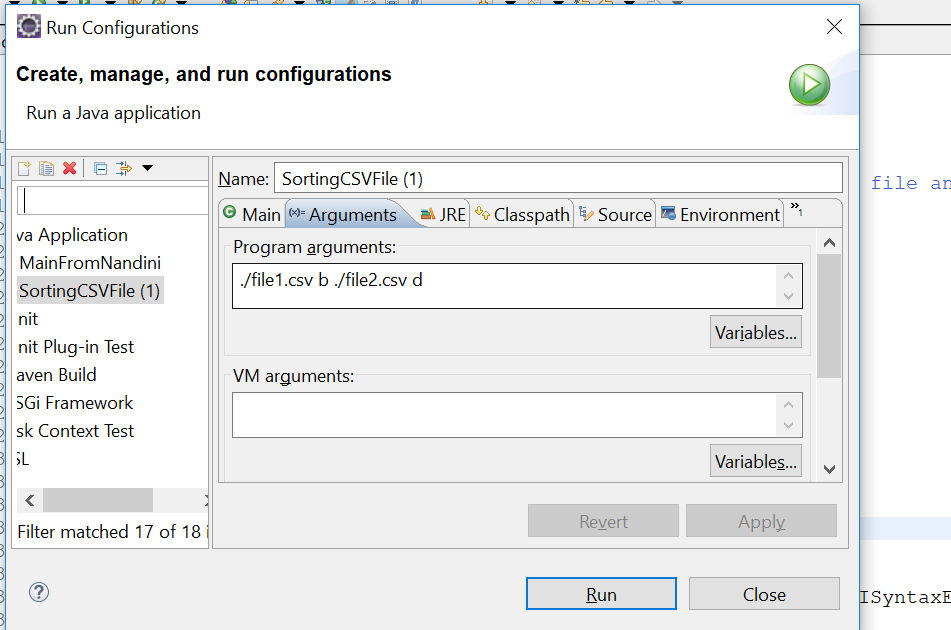 Run Configurations
Create, manage, and run configurations
Run a Java application
Name: SortingCSVFile (1)
Main (x)= Arguments JRE Classpath Source Environment »1
Program arguments:
./file1.csv b ./file2.csv d
Variables...
VM arguments:
Variables...
va Application
MainFromNandini
SortingCSVFile (1)
nit
nit Plug-in Test
aven Build
SGi Framework
sk Context Test
SL
Filter matched 17 of 18 i
Revert Apply
Run Close
file an
ISyntaxE